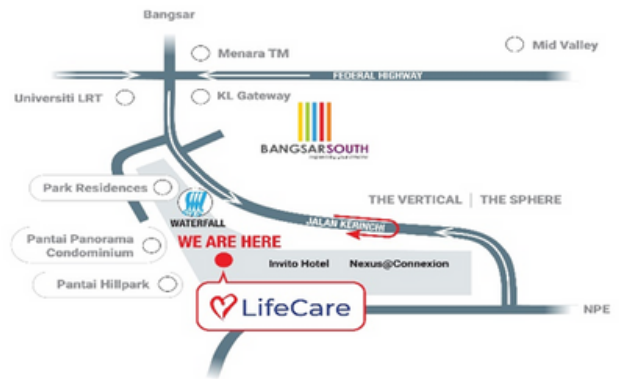 Bangsar
Menara TM
Mid Valley
FEDERAL HIGHWAY
Universiti LRT
KL Gateway
BANGSARSOUTH
Park Residences
THE VERTICAL | THE SPHERE
WATERFALL
JALAN KERINCHI
WE ARE HERE
Pantai Panorama
Condominium
Invito Hotel
Nexus@Connexion
Pantai Hillpark
LifeCare
NPE